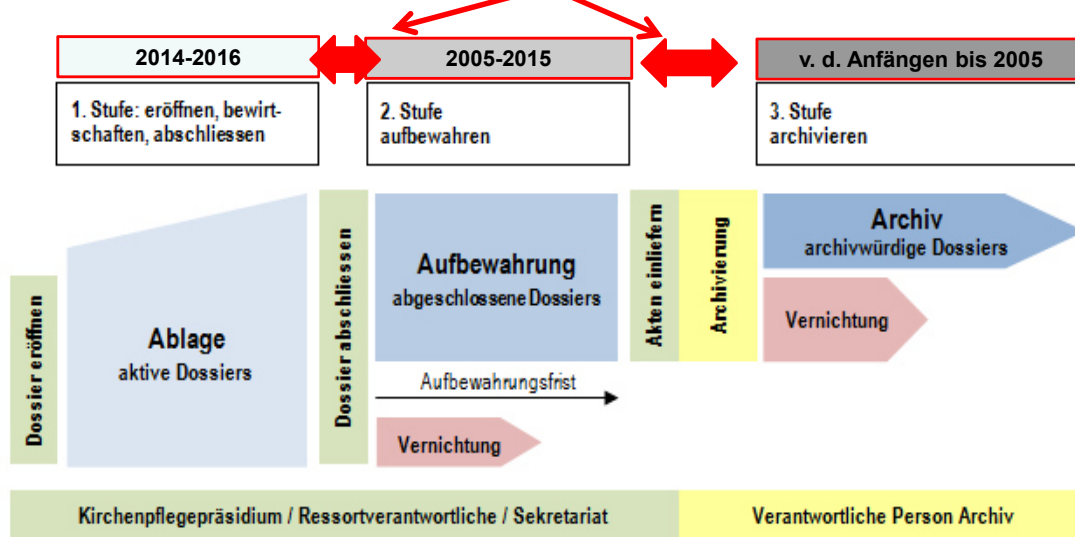 2014-2016
2005-2015
v. d. Anfängen bis 2005
1. Stufe: eröffnen, bewirt-
schaften, abschliessen
2. Stufe
aufbewahren
3. Stufe
archivieren
Dossier eröffnen
Ablage
aktive Dossiers
Dossier abschliessen
Aufbewahrung
abgeschlossene Dossiers
Aufbewahrungsfrist
Vernichtung
Akten einliefern
Archivierung
Archiv
archivwürdige Dossiers
Vernichtung
Kirchenpflegepräsidium / Ressortverantwortliche / Sekretariat
Verantwortliche Person Archiv